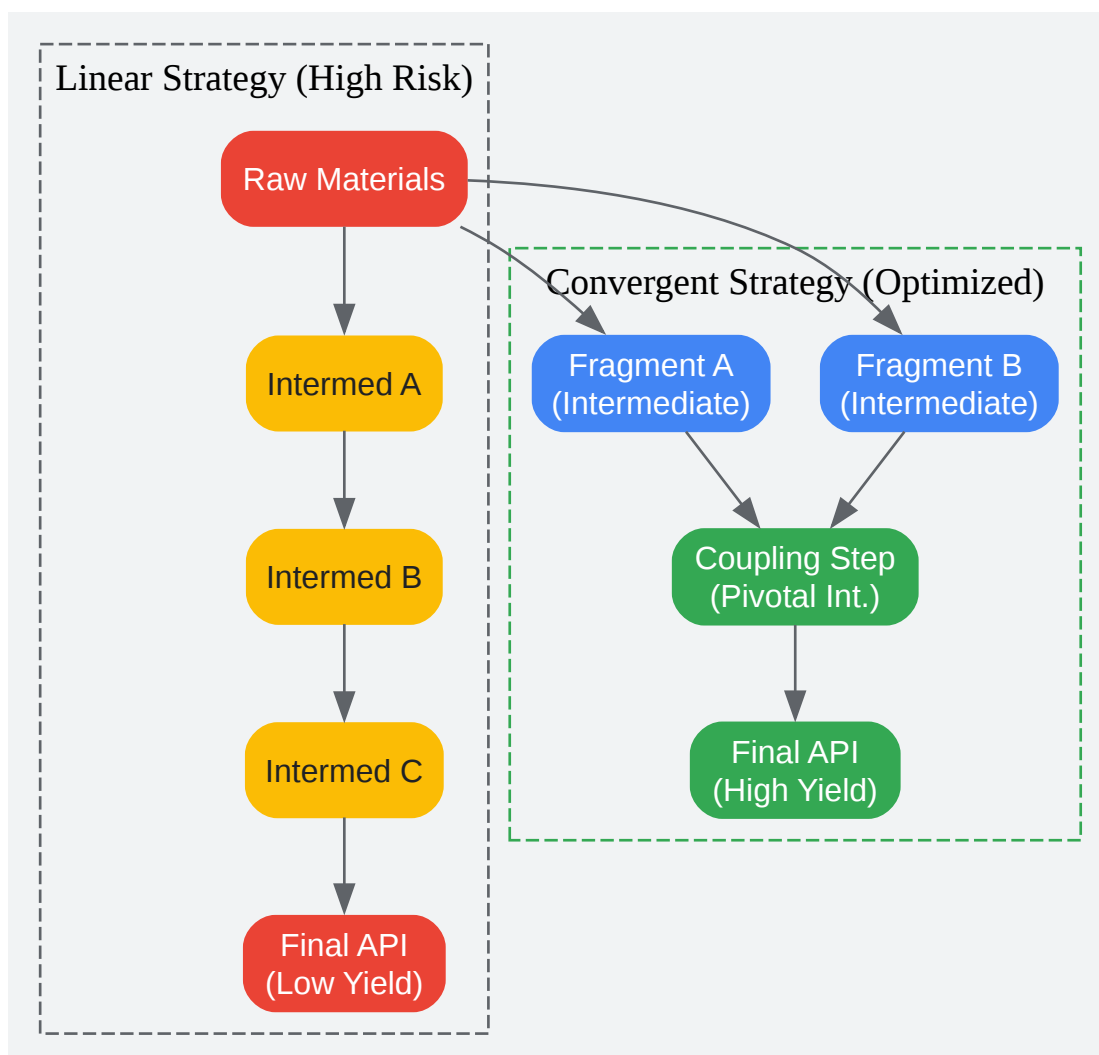 Linear Strategy (High Risk)
Raw Materials
Intermed A
Intermed B
Intermed C
Final API
(Low Yield)
Convergent Strategy (Optimized)
Fragment A
(Intermediate)
Fragment B
(Intermediate)
Coupling Step
(Pivotal Int.)
Final API
(High Yield)